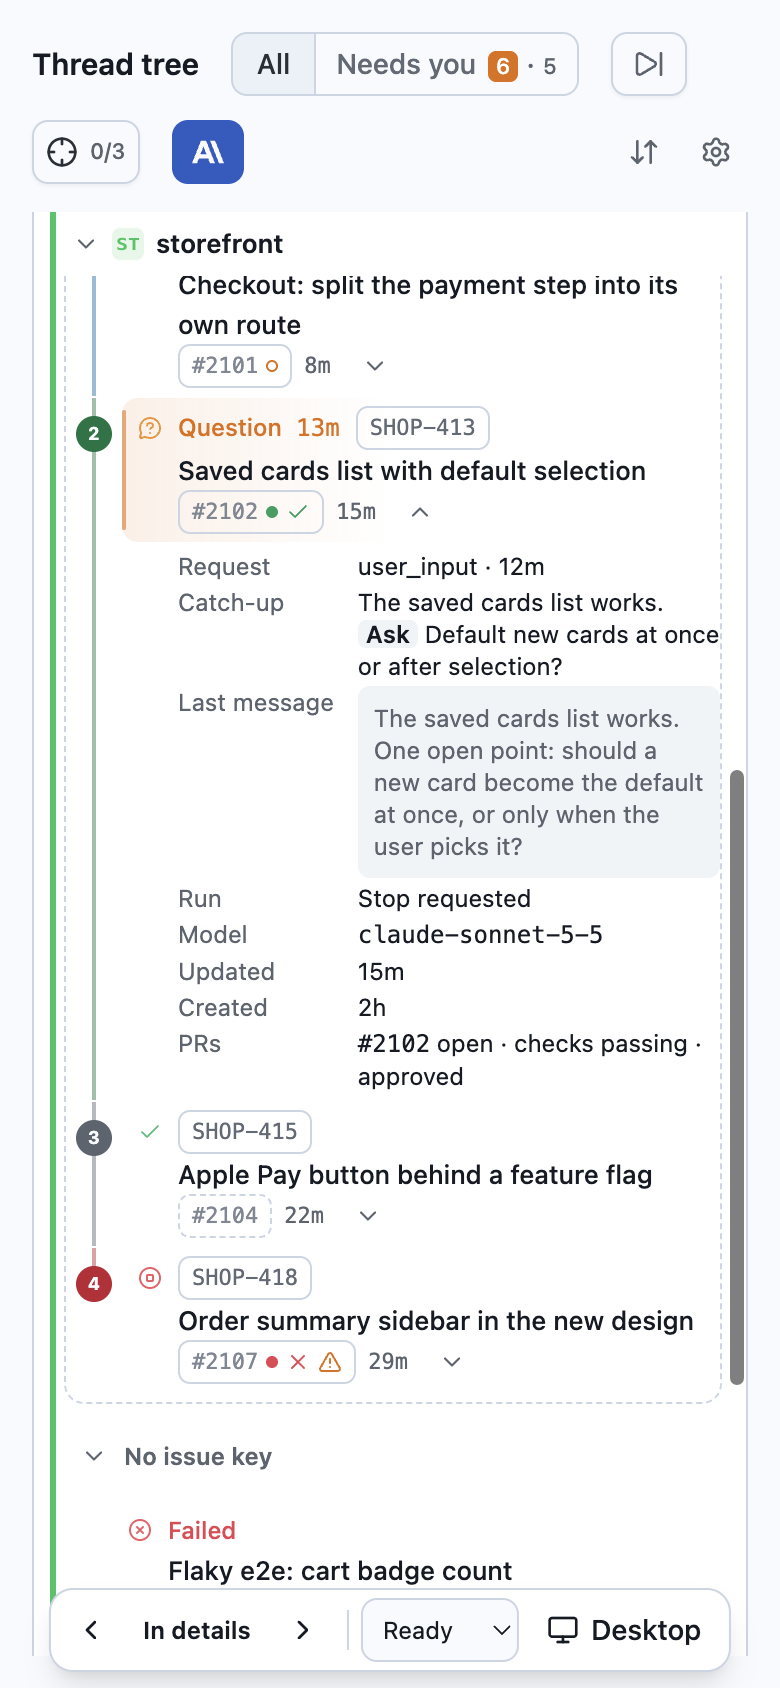 Thread tree
All
Needs you 6 · 5
0/3
ST storefront
Checkout: split the payment step into its
own route
#2101 8m
2
Question 13m SHOP-413
Saved cards list with default selection
#2102 15m
Request user_input · 12m
Catch-up The saved cards list works.
Ask Default new cards at once
or after selection?
Last message
The saved cards list works.
One open point: should a
new card become the default
at once, or only when the
user picks it?
Run Stop requested
Model claude-sonnet-5-5
Updated 15m
Created 2h
PRs #2102 open · checks passing ·
approved
3 SHOP-415
Apple Pay button behind a feature flag
#2104 22m
4 SHOP-418
Order summary sidebar in the new design
#2107 29m
No issue key
Failed
Flaky e2e: cart badge count
In details Ready Desktop